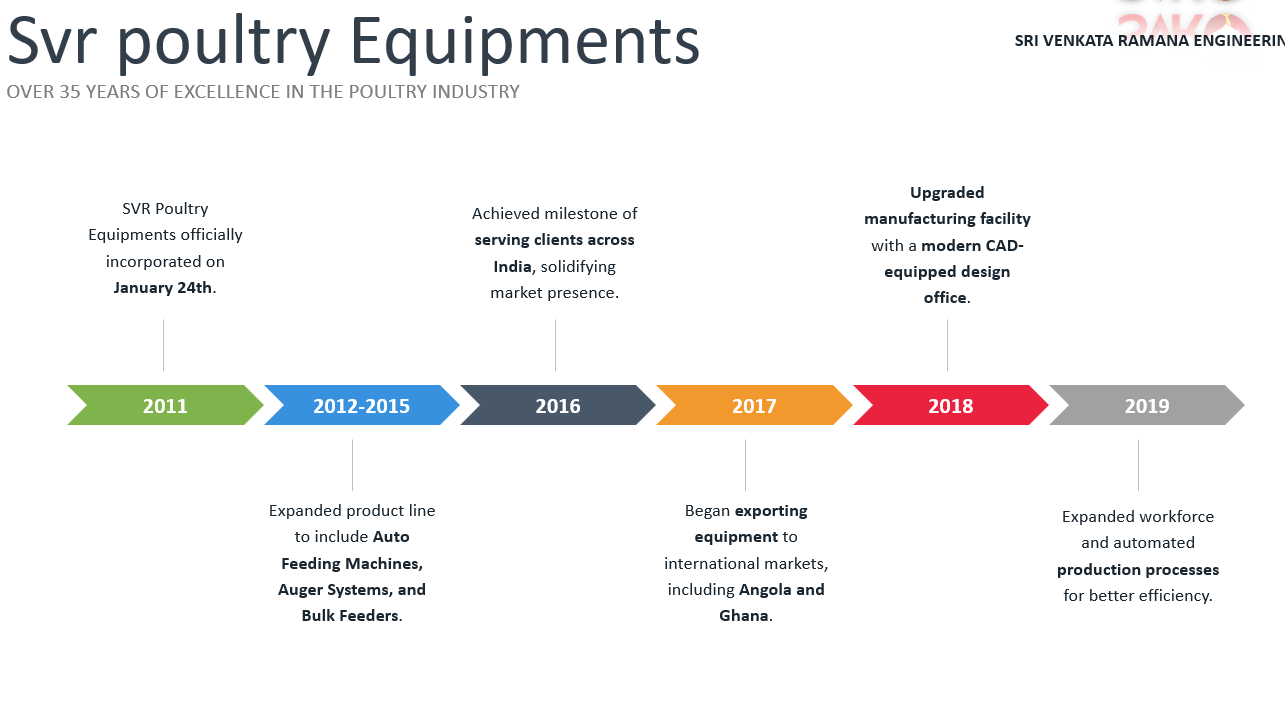 Svr poultry Equipments
SRI VENKATA RAMANA ENGINEERIN
OVER 35 YEARS OF EXCELLENCE IN THE POULTRY INDUSTRY
SVR Poultry
Equipments officially
incorporated on
January 24th.
Achieved milestone of
serving clients across
India, solidifying
market presence.
Upgraded
manufacturing facility
with a modern CAD-
equipped design
office.
2011
2012-2015
2016
2017
2018
2019
Expanded product line
to include Auto
Feeding Machines,
Auger Systems, and
Bulk Feeders.
Began exporting
equipment to
international markets,
including Angola and
Ghana.
Expanded workforce
and automated
production processes
for better efficiency.